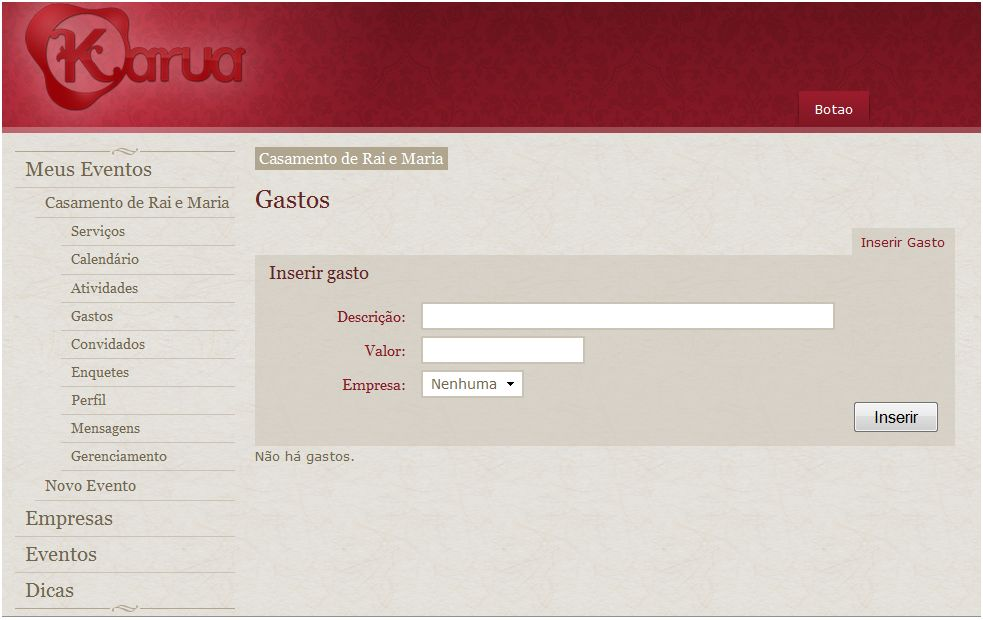 Karua
Botao
Meus Eventos
Casamento de Rai e Maria
Serviços
Calendário
Atividades
Gastos
Convidados
Enquetes
Perfil
Mensagens
Gerenciamento
Novo Evento
Empresas
Eventos
Dicas
Casamento de Rai e Maria
Gastos
Inserir Gasto
Inserir gasto
Descrição:
Valor:
Empresa: Nenhuma
Inserir
Não há gastos.